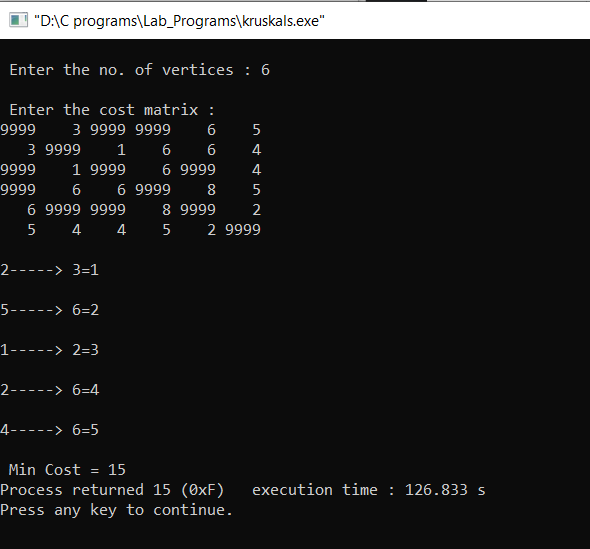 "D:\C programs\Lab_Programs\kruskals.exe"
Enter the no. of vertices : 6
Enter the cost matrix :
9999    3 9999 9999    6    5
   3 9999    1    6    6    4
9999    1 9999    6 9999    4
9999    6    6 9999    8    5
   6 9999 9999    8 9999    2
   5    4    4    5    2 9999
2-----> 3=1
5-----> 6=2
1-----> 2=3
2-----> 6=4
4-----> 6=5
Min Cost = 15
Process returned 15 (0xF)   execution time : 126.833 s
Press any key to continue.